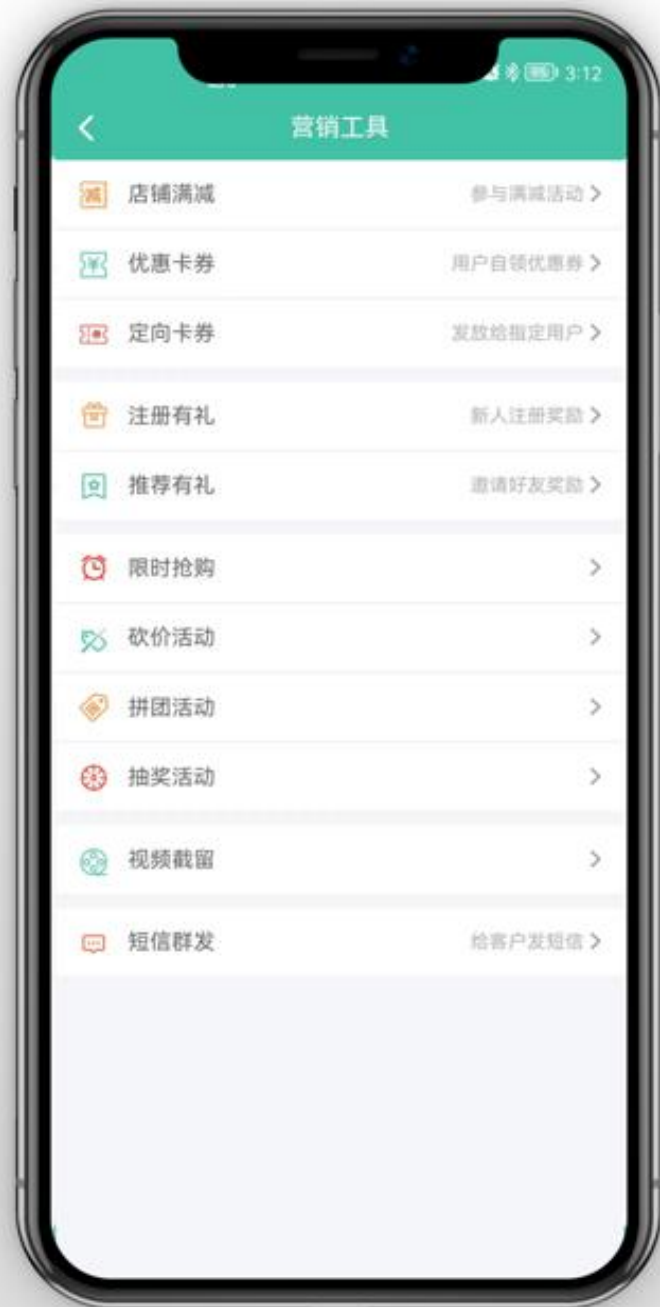 3:12
营销工具
店铺满减 参与满减活动
优惠卡券 用户自领优惠券
定向卡券 发放给指定用户
注册有礼 新人注册奖励
推荐有礼 邀请好友奖励
限时抢购
砍价活动
拼团活动
抽奖活动
视频截留
短信群发 给客户发短信